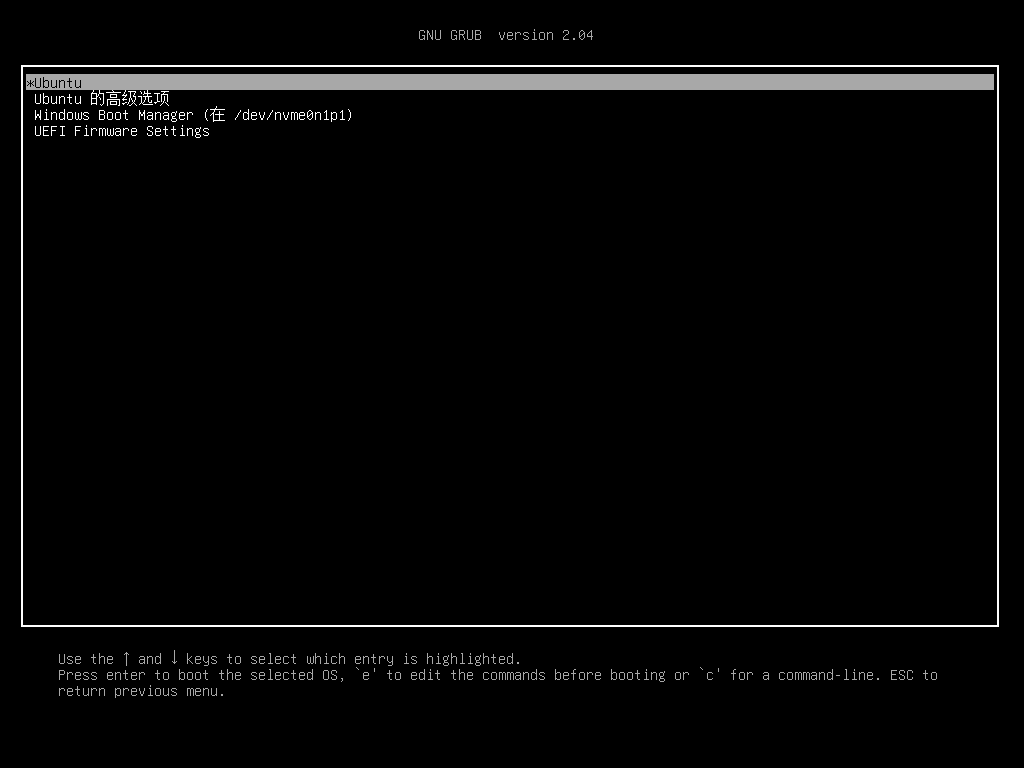 GNU GRUB  version 2.04
*Ubuntu
Ubuntu 的高级选项
Windows Boot Manager (在 /dev/nvme0n1p1)
UEFI Firmware Settings
Use the ↑ and ↓ keys to select which entry is highlighted.
Press enter to boot the selected OS, `e' to edit the commands before booting or `c' for a command-line. ESC to
return previous menu.